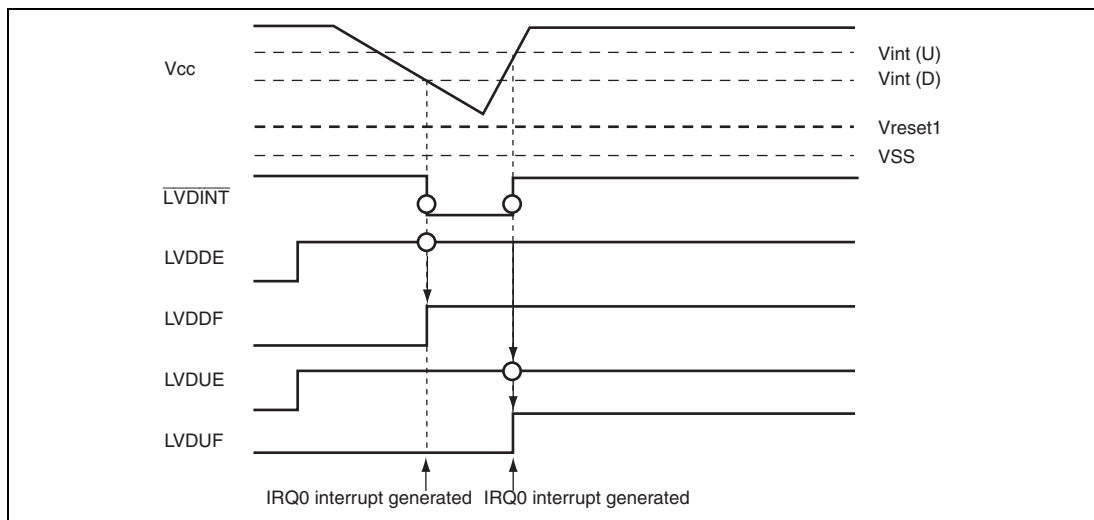 Vcc
Vint (U)
Vint (D)
Vreset1
VSS
LVDINT
LVDDE
LVDDF
LVDUE
LVDUF
IRQ0 interrupt generated IRQ0 interrupt generated